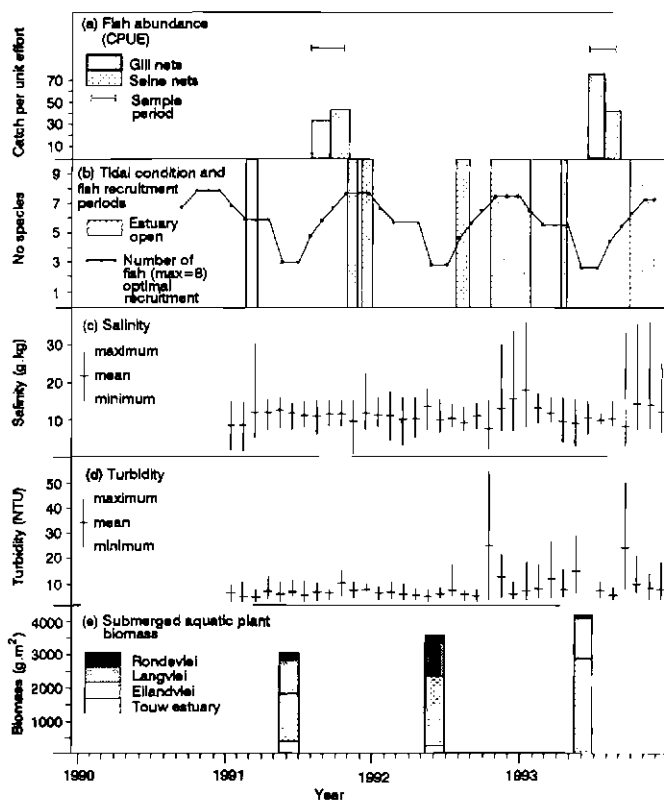 (a) Fish abundance
(CPUE)
Gill nets
Seine nets
Sample
period
Catch per unit effort
70
50
30
10
(b) Tidal condition and
fish recruitment
periods
Estuary
open
Number of
fish (max=8)
optimal
recruitment
No species
9
7
5
3
1
(c) Salinity
maximum
mean
minimum
Salinity (g.kg)
30
20
10
(d) Turbidity
maximum
mean
minimum
Turbidity (NTU)
50
40
30
20
10
(e) Submerged aquatic plant
biomass
Rondevlei
Langvlei
Eilandvlei
Touw estuary
Biomass (g.m²)
4000
3000
2000
1000
1990
1991
1992
1993
Year